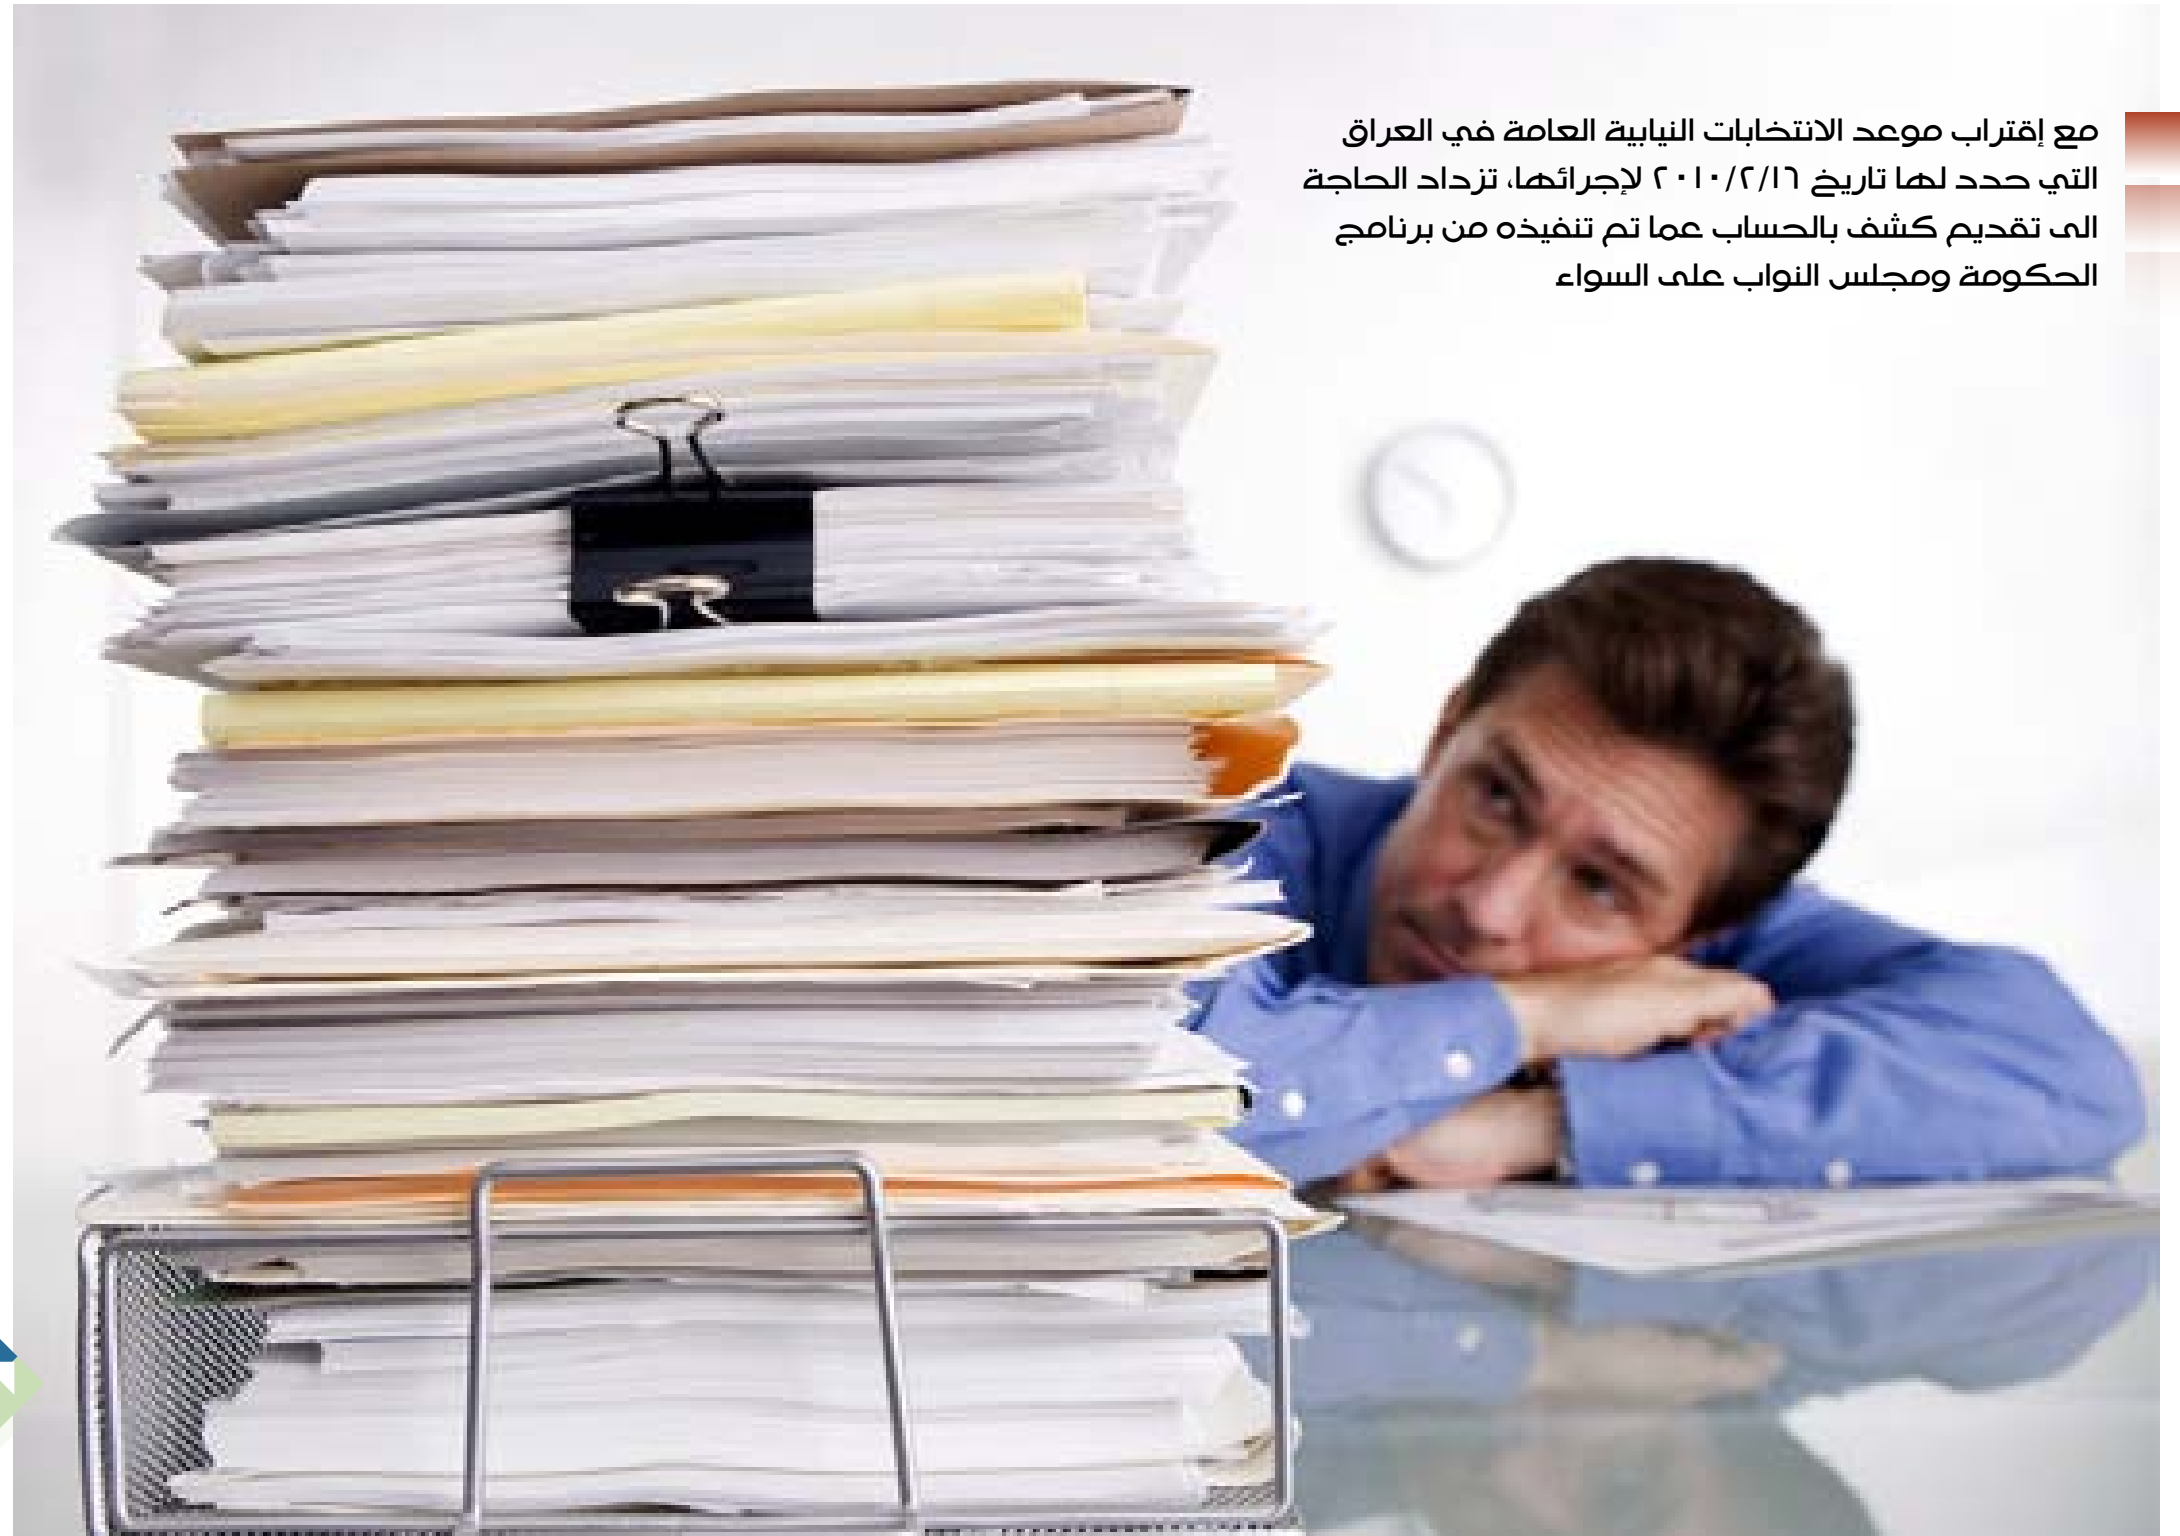 مع إقتراب موعد الانتخابات النيابية العامة في العراق
التي حدد لها تاريخ ٢٠١٠/٢/١٦ لإجرائها، تزداد الحاجة
الى تقديم كشف بالحساب عما تم تنفيذه من برنامج
الحكومة ومجلس النواب على السواء